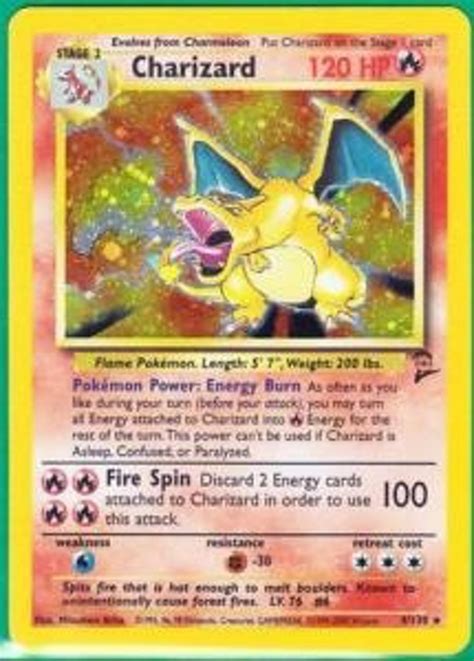 Evolves from Charmeleon Put Charizard on the Stage 1 card
STAGE 2
Charizard 120 HP
Flame Pokémon. Length: 5' 7", Weight: 200 lbs.
Pokémon Power: Energy Burn As often as you
like during your turn (before your attack), you may turn
all Energy attached to Charizard into Energy for the
rest of the turn. This power can't be used if Charizard is
Asleep, Confused, or Paralyzed.
Fire Spin Discard 2 Energy cards
attached to Charizard in order to use
this attack.
100
weakness resistance retreat cost
-30
Spits fire that is hot enough to melt boulders. Known to
unintentionally cause forest fires. LV. 76 #6
Illus. Mitsuhiro Arita 4/130